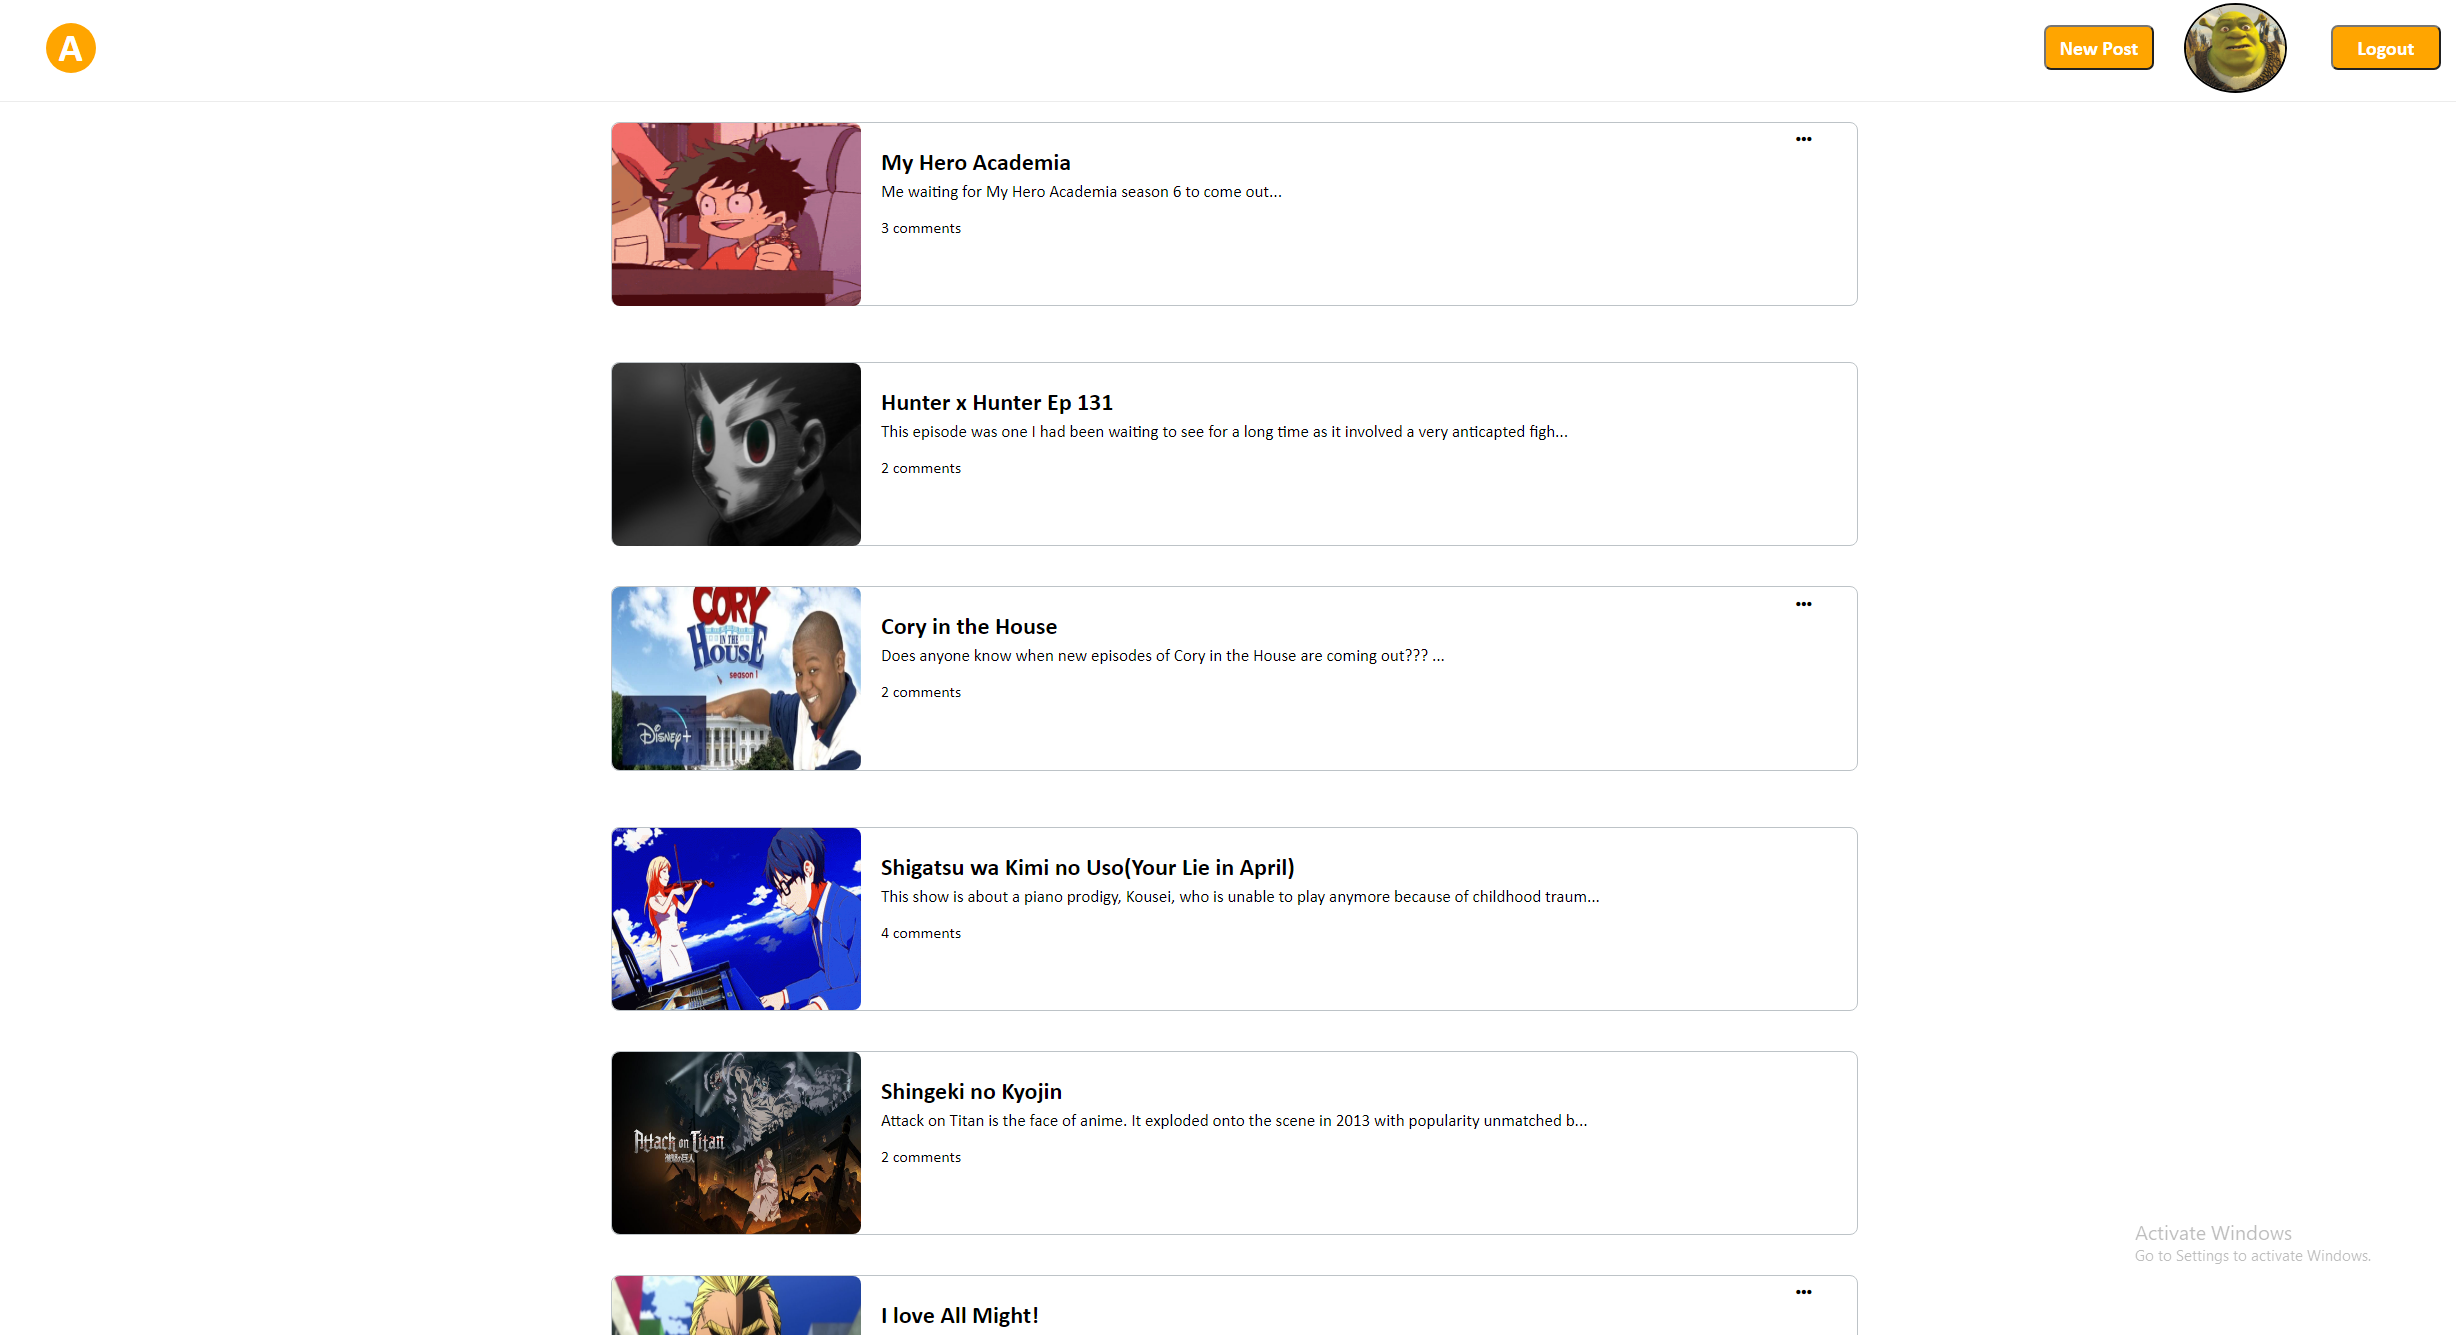 A
New Post
Logout
My Hero Academia
Me waiting for My Hero Academia season 6 to come out...
3 comments
Hunter x Hunter Ep 131
This episode was one I had been waiting to see for a long time as it involved a very anticapted figh...
2 comments
CORY
IN THE
HOUSE
season 1
Disney+
Cory in the House
Does anyone know when new episodes of Cory in the House are coming out??? ...
2 comments
Shigatsu wa Kimi no Uso(Your Lie in April)
This show is about a piano prodigy, Kousei, who is unable to play anymore because of childhood traum...
4 comments
Attack on Titan
進撃の巨人
Shingeki no Kyojin
Attack on Titan is the face of anime. It exploded onto the scene in 2013 with popularity unmatched b...
2 comments
Activate Windows
Go to Settings to activate Windows.
I love All Might!